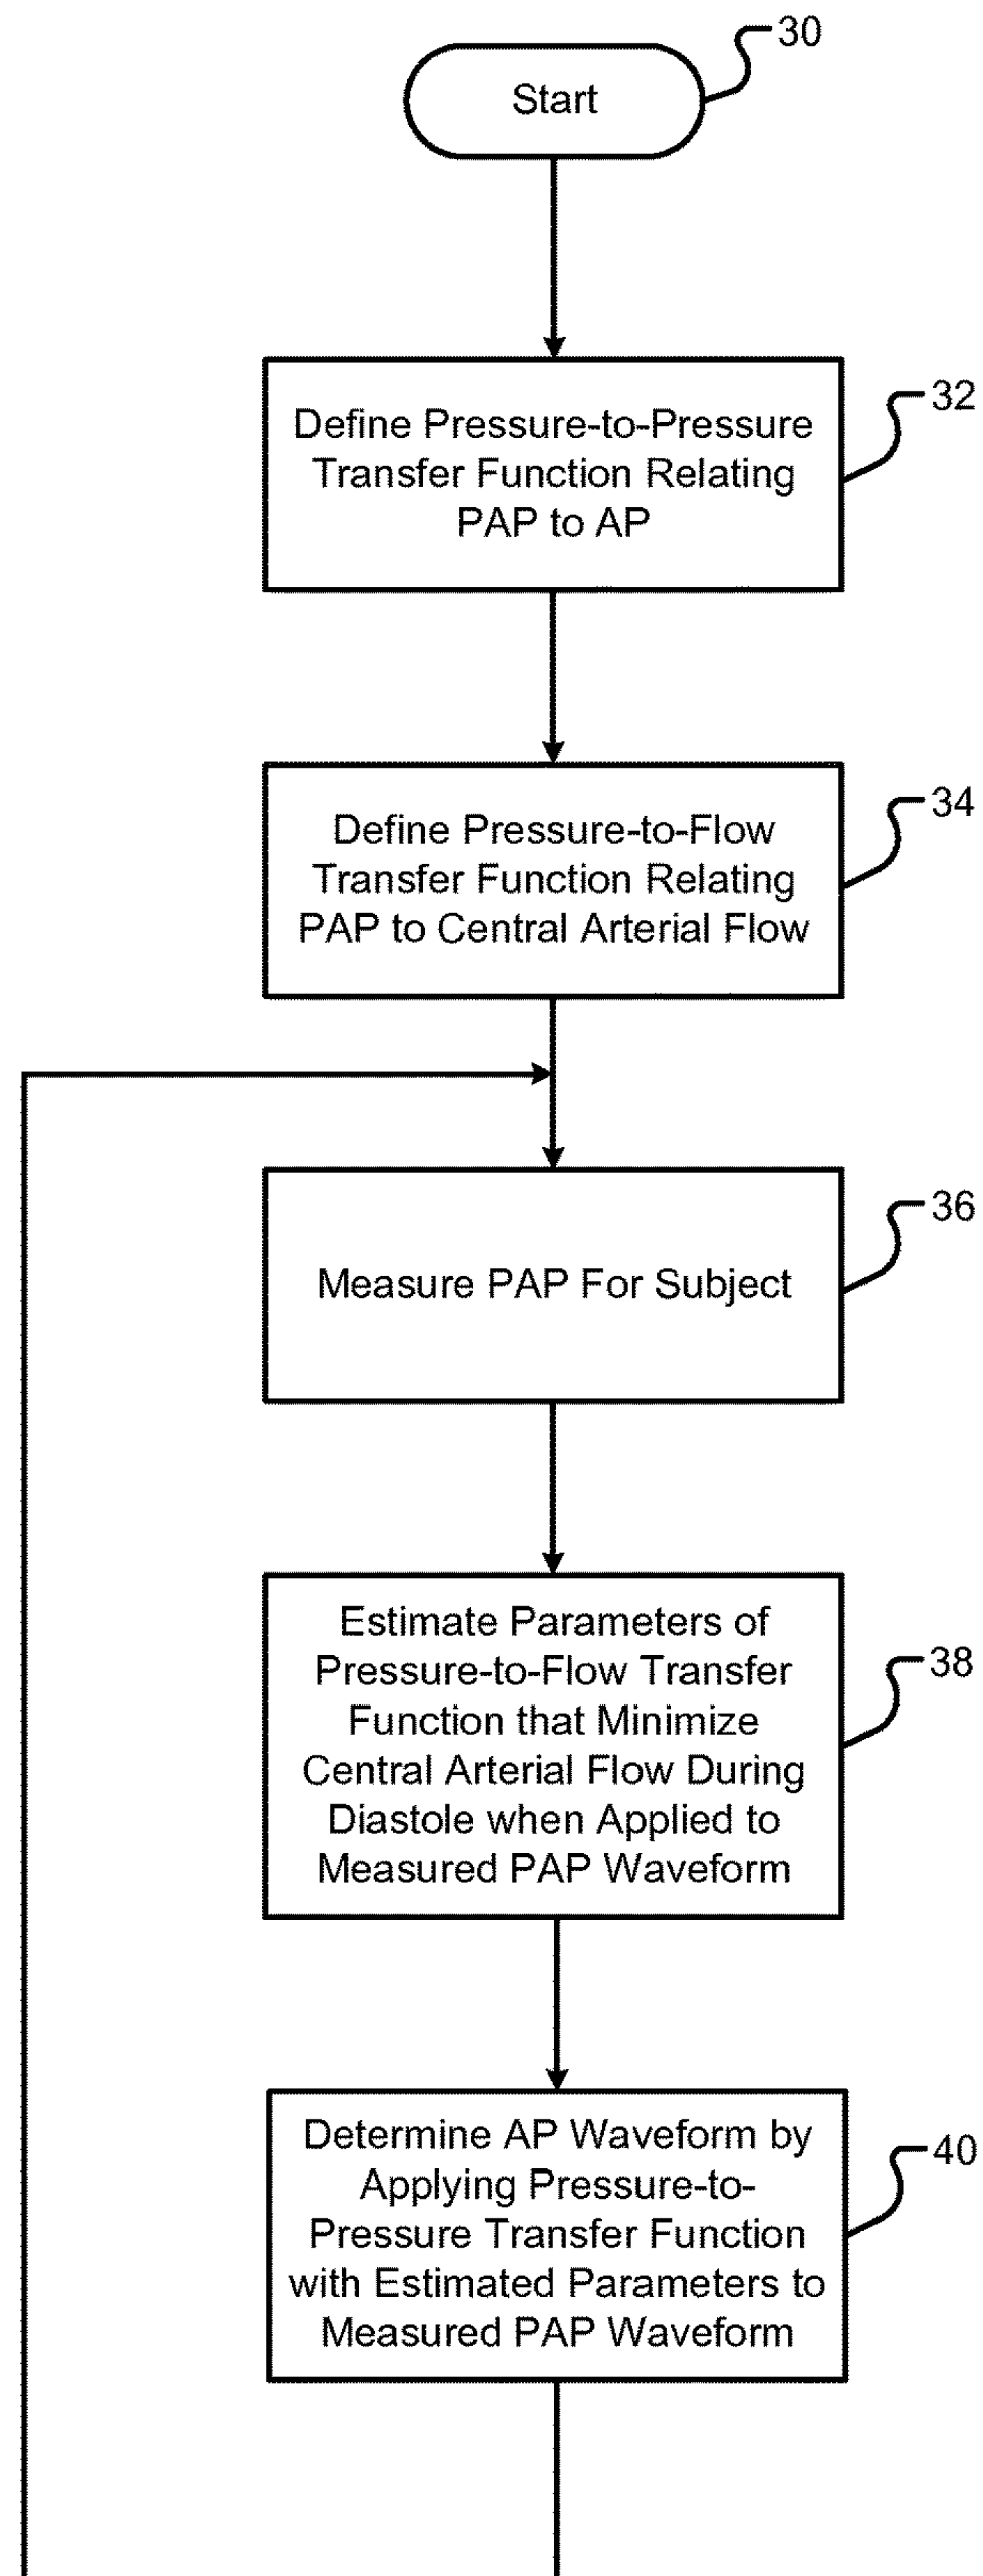 Start
30
Define Pressure-to-Pressure
Transfer Function Relating
PAP to AP
32
Define Pressure-to-Flow
Transfer Function Relating
PAP to Central Arterial Flow
34
Measure PAP For Subject
36
Estimate Parameters of
Pressure-to-Flow Transfer
Function that Minimize
Central Arterial Flow During
Diastole when Applied to
Measured PAP Waveform
38
Determine AP Waveform by
Applying Pressure-to-
Pressure Transfer Function
with Estimated Parameters to
Measured PAP Waveform
40